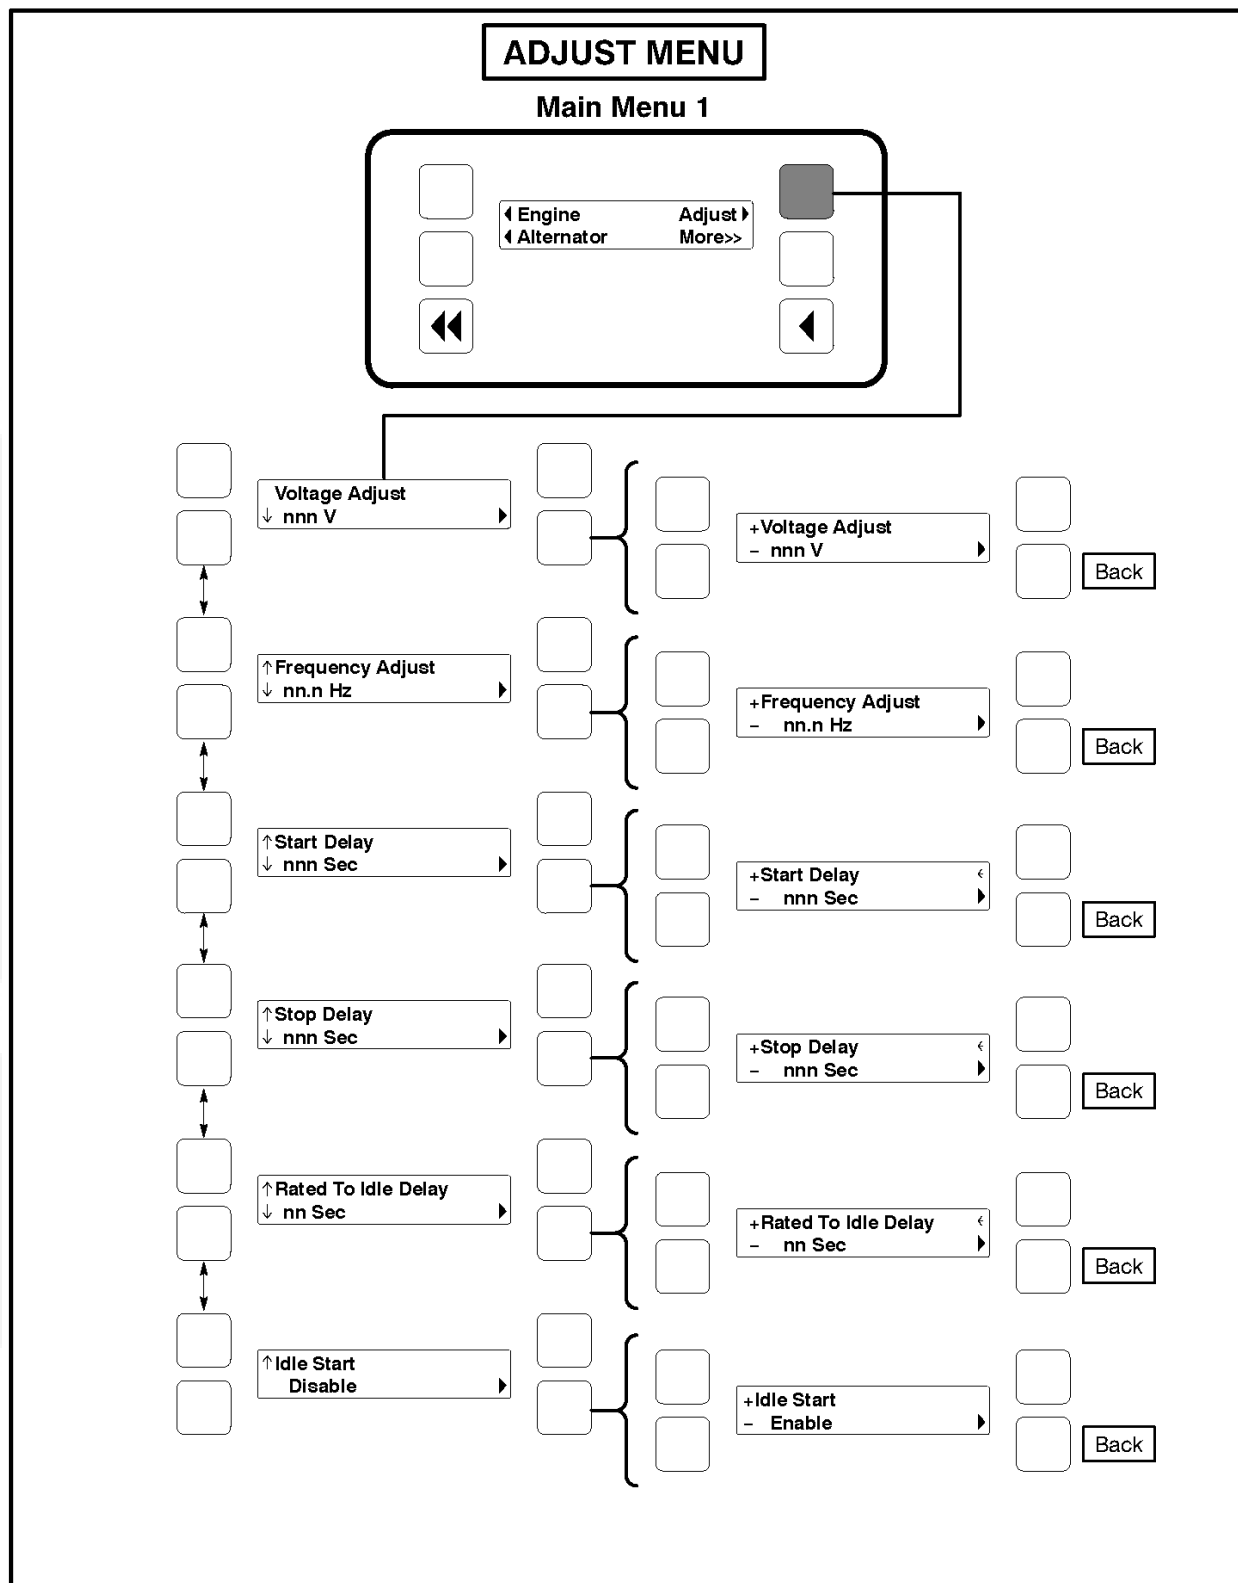 ADJUST MENU
Main Menu 1
Engine Adjust
Alternator More>>
Voltage Adjust
↓ nnn V
+Voltage Adjust
– nnn V
Back
↑Frequency Adjust
↓ nn.n Hz
+Frequency Adjust
– nn.n Hz
Back
↑Start Delay
↓ nnn Sec
+Start Delay ←
– nnn Sec
Back
↑Stop Delay
↓ nnn Sec
+Stop Delay ←
– nnn Sec
Back
↑Rated To Idle Delay
↓ nn Sec
+Rated To Idle Delay ←
– nn Sec
Back
↑Idle Start
Disable
+Idle Start
– Enable
Back